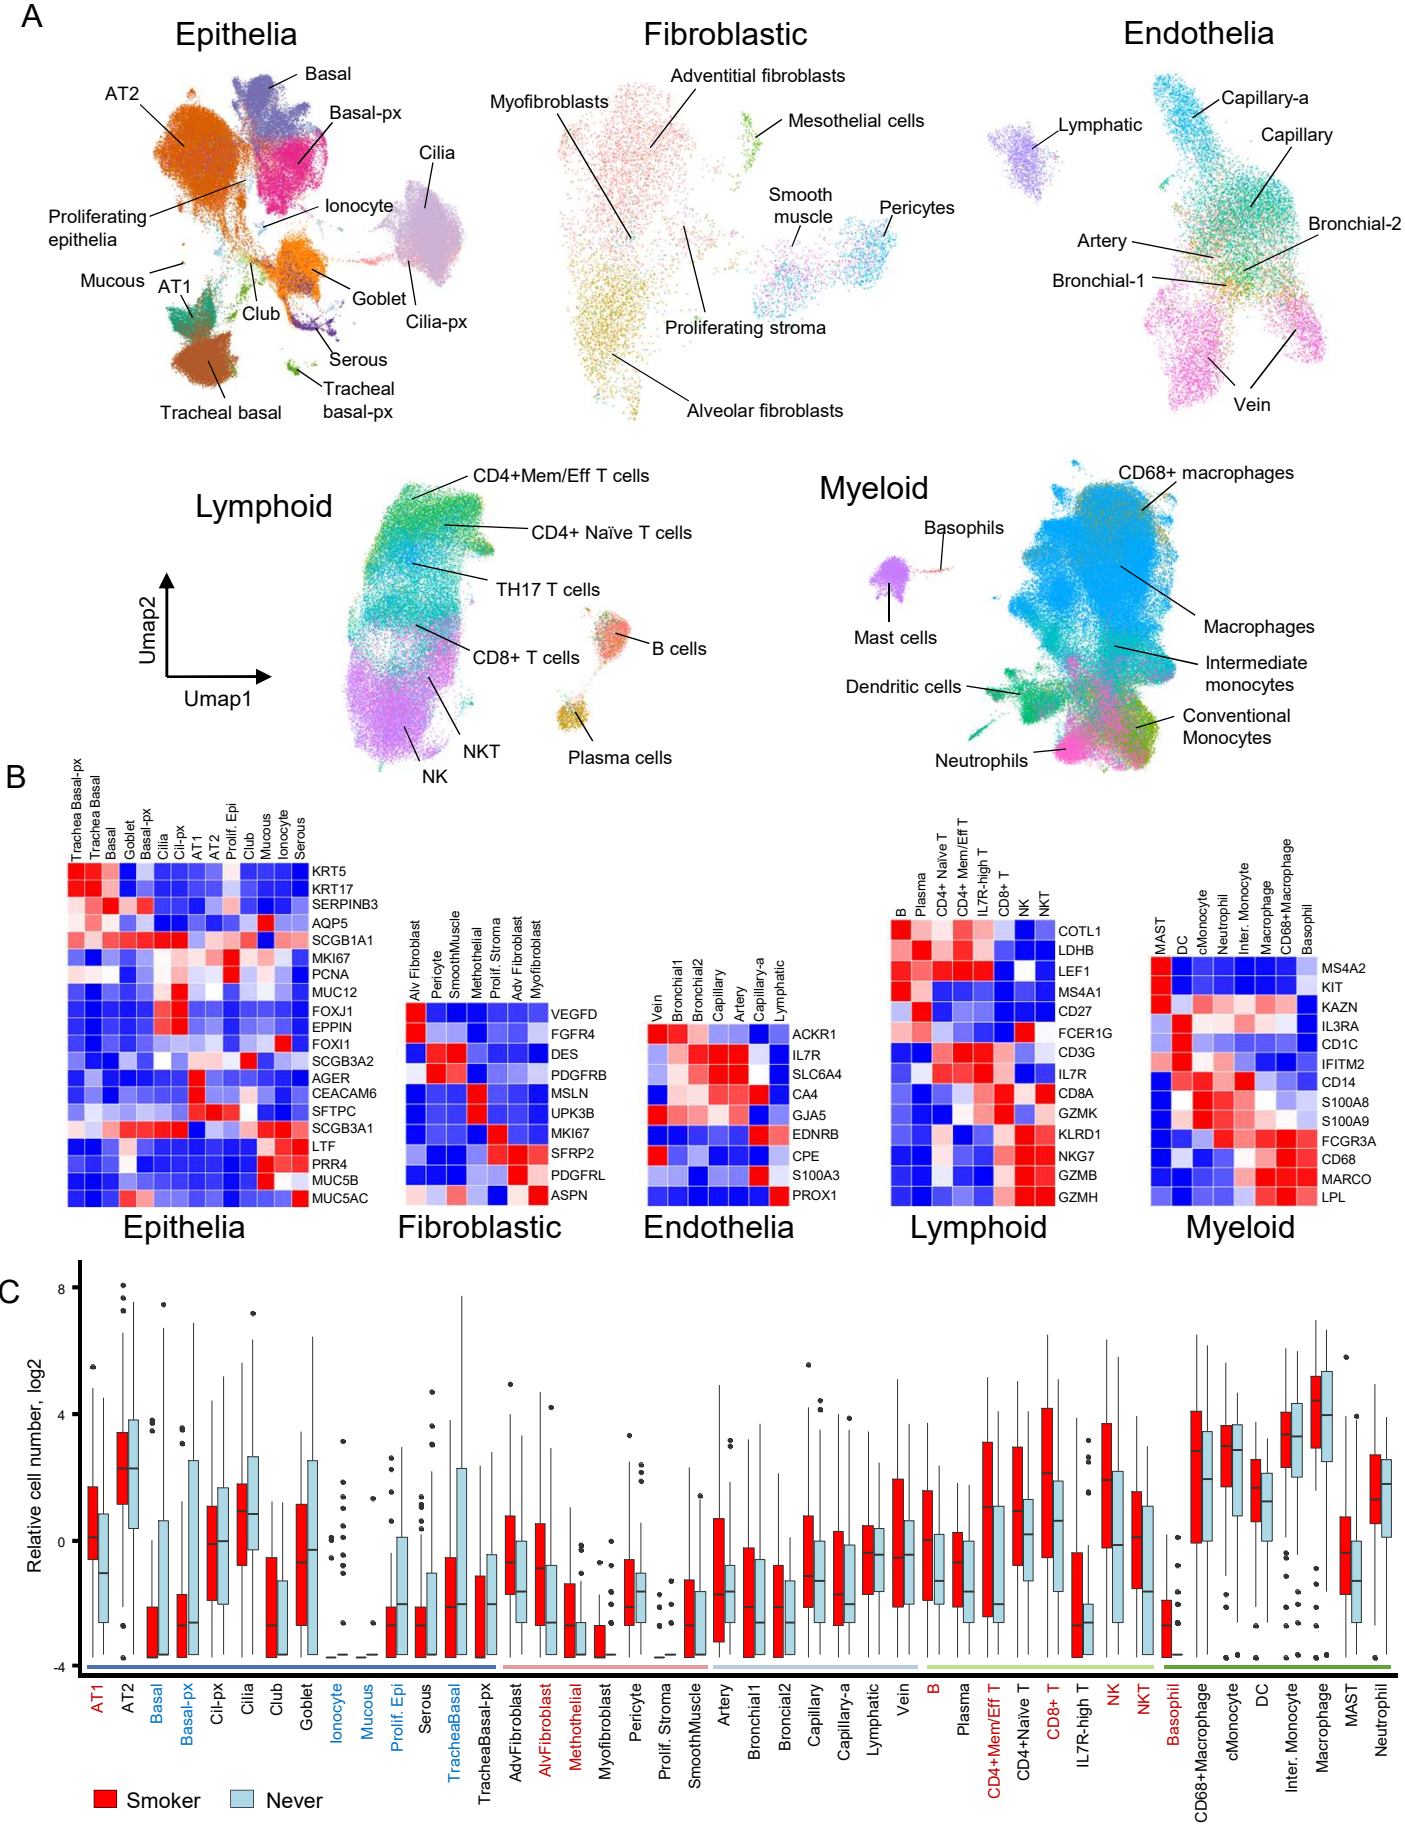 A
Epithelia
Fibroblastic
Endothelia
Basal
AT2
Basal-px
Cilia
Ionocyte
Proliferating
epithelia
Mucous
AT1
Club
Goblet
Cilia-px
Serous
Tracheal
basal-px
Tracheal basal
Adventitial fibroblasts
Myofibroblasts
Mesothelial cells
Smooth
muscle
Pericytes
Proliferating stroma
Alveolar fibroblasts
Capillary-a
Lymphatic
Capillary
Bronchial-2
Artery
Bronchial-1
Vein
Lymphoid
CD4+Mem/Eff T cells
CD4+ Naïve T cells
TH17 T cells
CD8+ T cells
B cells
NKT
NK
Plasma cells
Umap2
Umap1
Myeloid
CD68+ macrophages
Basophils
Mast cells
Macrophages
Intermediate
monocytes
Dendritic cells
Conventional
Monocytes
Neutrophils
B
Trachea Basal-px
Trachea Basal
Basal
Goblet
Basal-px
Cilia
Cil-px
AT1
AT2
Prolif. Epi
Club
Mucous
Ionocyte
Serous
KRT5
KRT17
SERPINB3
AQP5
SCGB1A1
MKI67
PCNA
MUC12
FOXJ1
EPPIN
FOXI1
SCGB3A2
AGER
CEACAM6
SFTPC
SCGB3A1
LTF
PRR4
MUC5B
MUC5AC
Epithelia
Alv Fibroblast
Pericyte
SmoothMuscle
Methothelial
Prolif. Stroma
Adv Fibroblast
Myofibroblast
VEGFD
FGFR4
DES
PDGFRB
MSLN
UPK3B
MKI67
SFRP2
PDGFRL
ASPN
Fibroblastic
Vein
Bronchial1
Bronchial2
Capillary
Artery
Capillary-a
Lymphatic
ACKR1
IL7R
SLC6A4
CA4
GJA5
EDNRB
CPE
S100A3
PROX1
Endothelia
B
Plasma
CD4+ Naïve T
CD4+ Mem/Eff T
IL7R-high T
CD8+ T
NK
NKT
COTL1
LDHB
LEF1
MS4A1
CD27
FCER1G
CD3G
IL7R
CD8A
GZMK
KLRD1
NKG7
GZMB
GZMH
Lymphoid
MAST
DC
cMonocyte
Neutrophil
Inter. Monocyte
Macrophage
CD68+Macrophage
Basophil
MS4A2
KIT
KAZN
IL3RA
CD1C
IFITM2
CD14
S100A8
S100A9
FCGR3A
CD68
MARCO
LPL
Myeloid
C
Relative cell number, log2
8
4
0
-4
AT1
AT2
Basal
Basal-px
Cil-px
Cilia
Club
Goblet
Ionocyte
Mucous
Prolif. Epi
Serous
TracheaBasal
TracheaBasal-px
AdvFibroblast
AlvFibroblast
Methothelial
Myofibroblast
Pericyte
Prolif. Stroma
SmoothMuscle
Artery
Bronchial1
Broncial2
Capillary
Capillary-a
Lymphatic
Vein
B
Plasma
CD4+Mem/Eff T
CD4+Naïve T
CD8+ T
IL7R-high T
NK
NKT
Basophil
CD68+Macrophage
cMonocyte
DC
Inter. Monocyte
Macrophage
MAST
Neutrophil
Smoker
Never